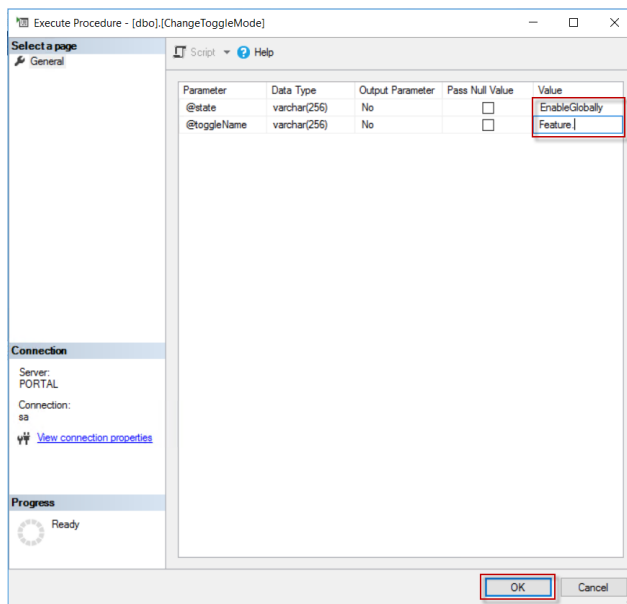 Execute Procedure - [dbo].[ChangeToggleMode]
Select a page
General
Script Help
Parameter Data Type Output Parameter Pass Null Value Value
@state varchar(256) No EnableGlobally
@toggleName varchar(256) No Feature.
Connection
Server:
PORTAL
Connection:
sa
View connection properties
Progress
Ready
OK Cancel